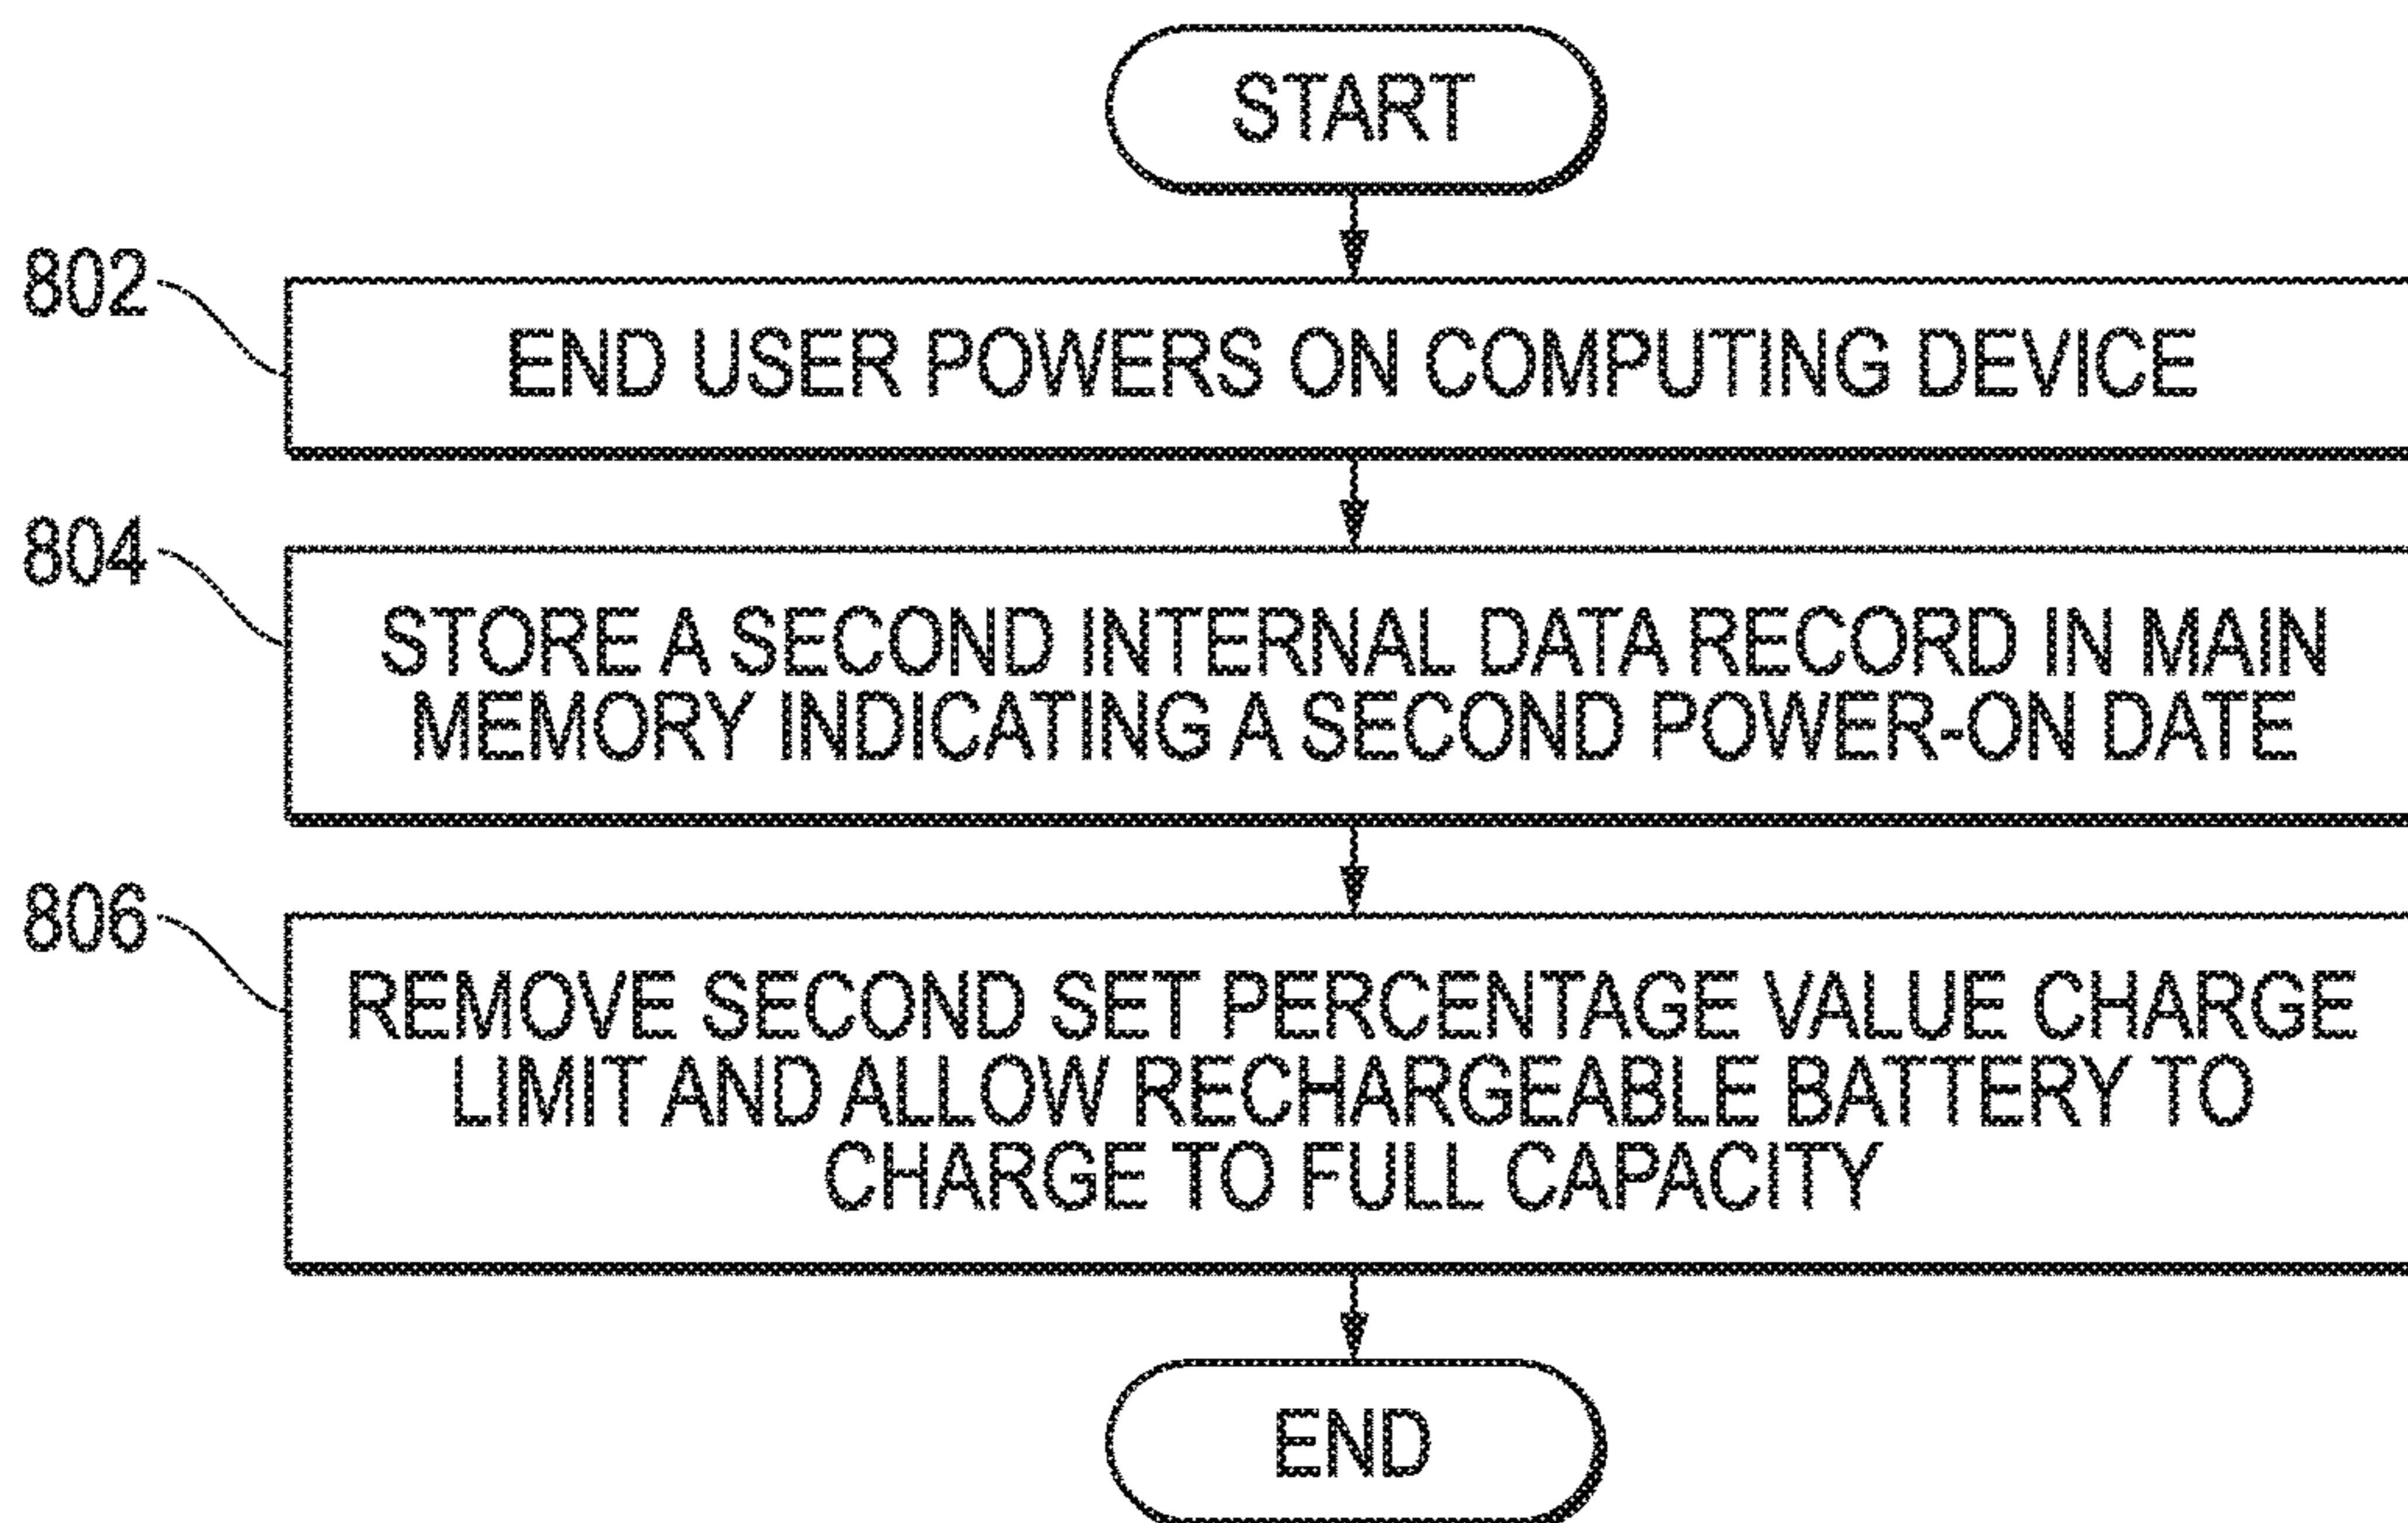 START
802
END USER POWERS ON COMPUTING DEVICE
804
STORE A SECOND INTERNAL DATA RECORD IN MAIN
MEMORY INDICATING A SECOND POWER-ON DATE
806
REMOVE SECOND SET PERCENTAGE VALUE CHARGE
LIMIT AND ALLOW RECHARGEABLE BATTERY TO
CHARGE TO FULL CAPACITY
END